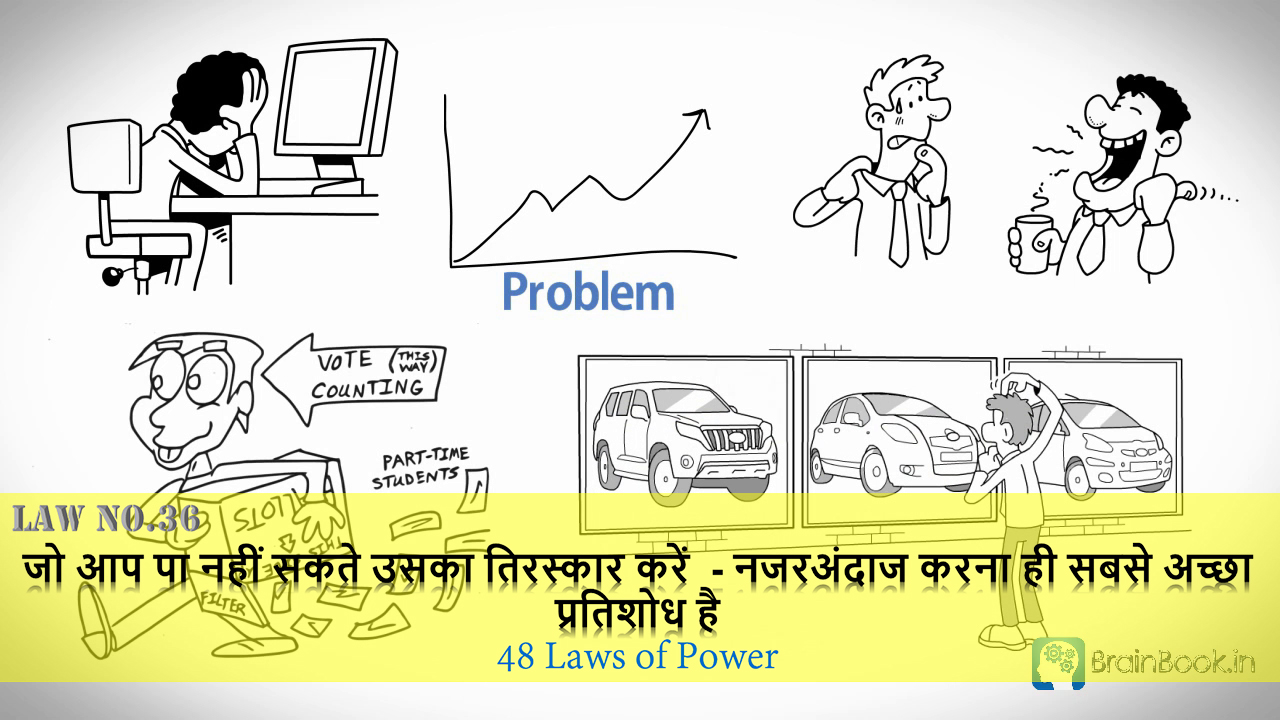 Problem
VOTE (THIS WAY)
COUNTING
PART-TIME
STUDENTS
FILTER
LAW NO.36
जो आप पा नहीं सकते उसका तिरस्कार करें - नजरअंदाज करना ही सबसे अच्छा
प्रतिशोध है
48 Laws of Power
BrainBook.in